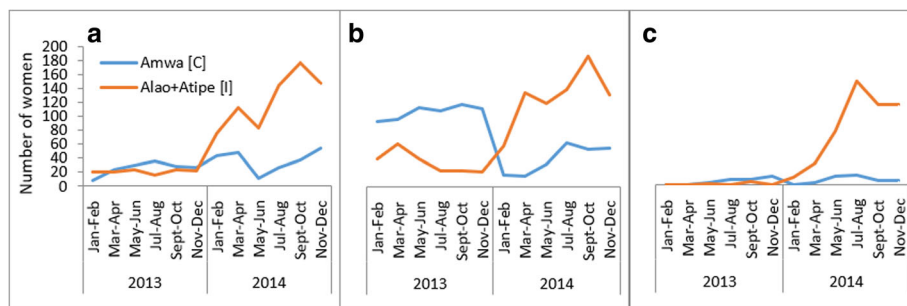 a
b
c
Number of women
200
180
160
140
120
100
80
60
40
20
0
Amwa [C]
Alao+Atipe [I]
Jan-Feb
Mar-Apr
May-Jun
Jul-Aug
Sept-Oct
Nov-Dec
Jan-Feb
Mar-Apr
May-Jun
Jul-Aug
Sept-Oct
Nov-Dec
2013
2014
Jan-Feb
Mar-Apr
May-Jun
Jul-Aug
Sept-Oct
Nov-Dec
Jan-Feb
Mar-Apr
May-Jun
Jul-Aug
Sept-Oct
Nov-Dec
2013
2014
Jan-Feb
Mar-Apr
May-Jun
Jul-Aug
Sept-Oct
Nov-Dec
Jan-Feb
Mar-Apr
May-Jun
Jul-Aug
Sept-Oct
Nov-Dec
2013
2014